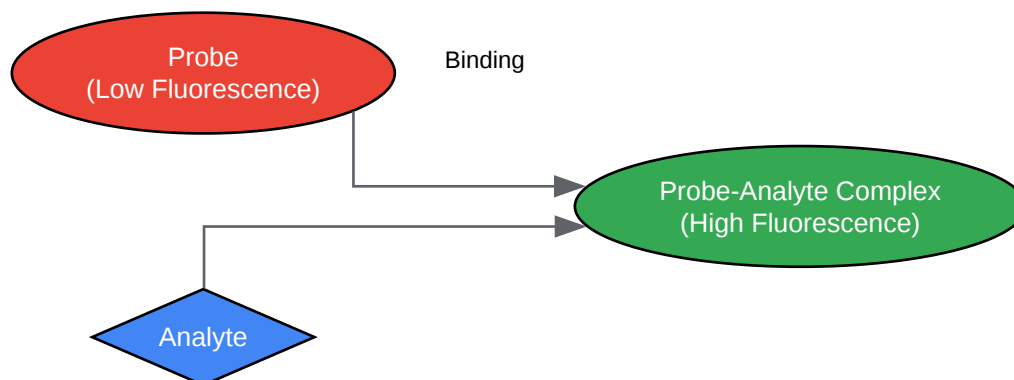 Probe
(Low Fluorescence)
Binding
Probe-Analyte Complex
(High Fluorescence)
Analyte